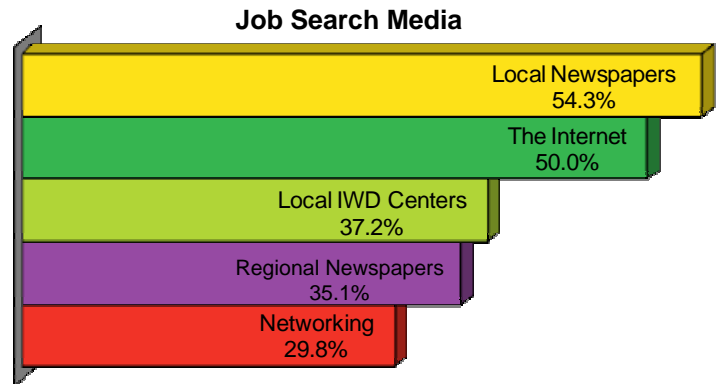 Job Search Media
Local Newspapers
54.3%
The Internet
50.0%
Local IWD Centers
37.2%
Regional Newspapers
35.1%
Networking
29.8%